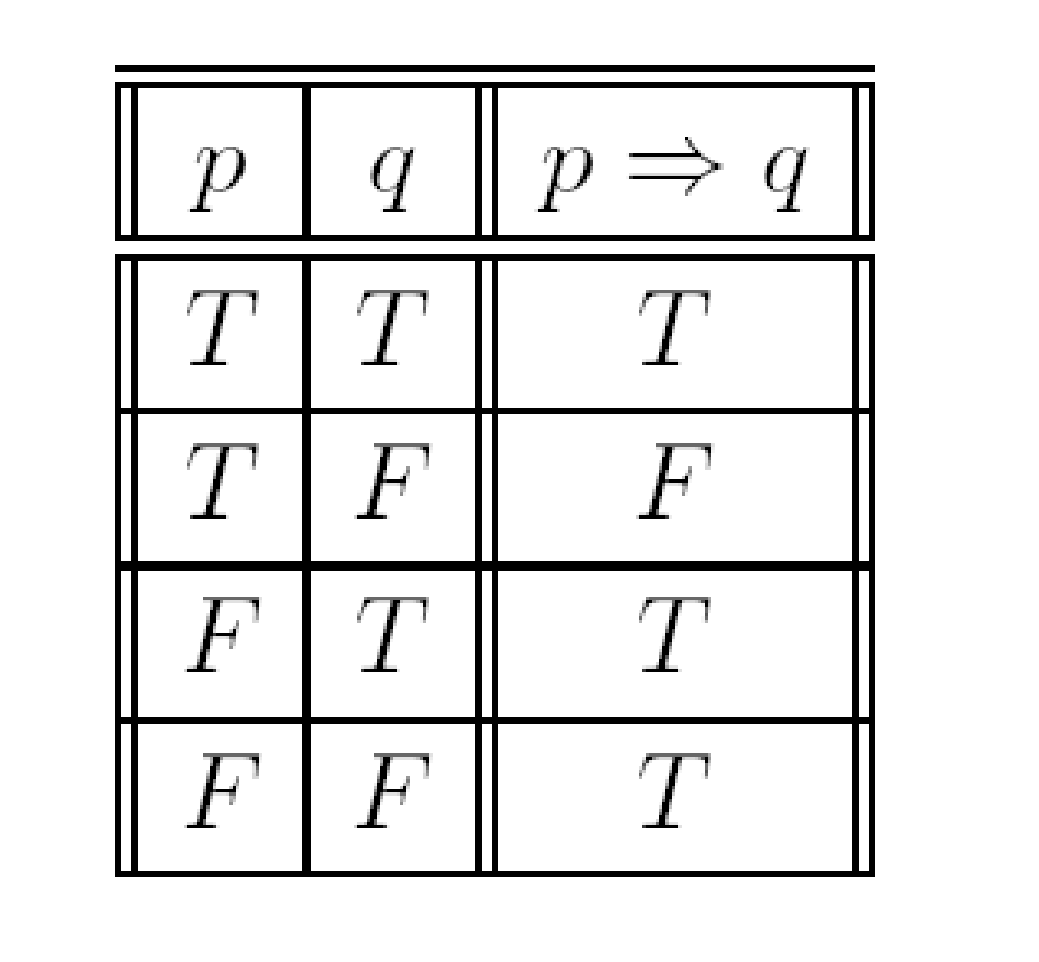 p q p ⇒ q
T T T
T F F
F T T
F F T